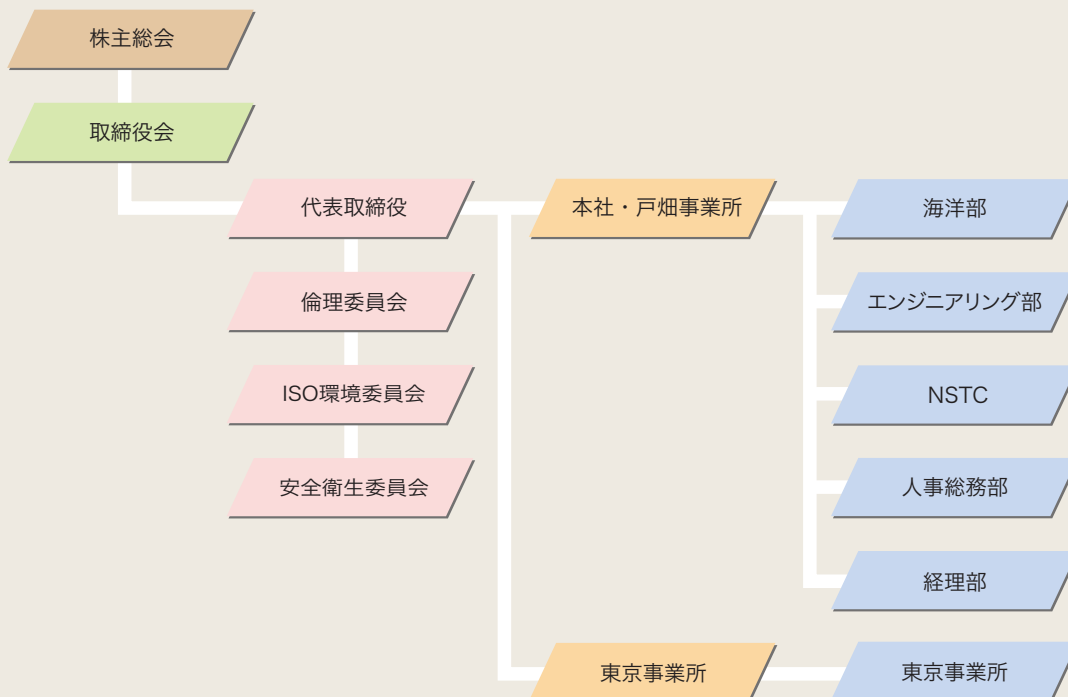 株主総会
取締役会
代表取締役
倫理委員会
ISO環境委員会
安全衛生委員会
本社・戸畑事業所
海洋部
エンジニアリング部
NSTC
人事総務部
経理部
東京事業所
東京事業所